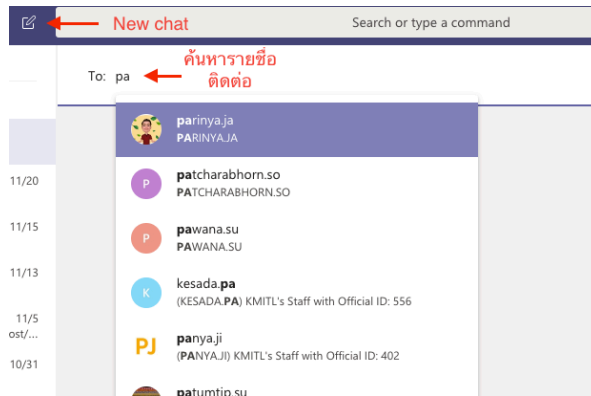 New chat
Search or type a command
ค้นหารายชื่อ
ติดต่อ
To: pa
parinya.ja
PARINYA.JA
11/20
P
patcharabhorn.so
PATCHARABHORN.SO
11/15
P
pawana.su
PAWANA.SU
11/13
K
kesada.pa
(KESADA.PA) KMITL's Staff with Official ID: 556
11/5
ost/...
PJ
panya.ji
(PANYA.JI) KMITL's Staff with Official ID: 402
10/31
patumtip.su